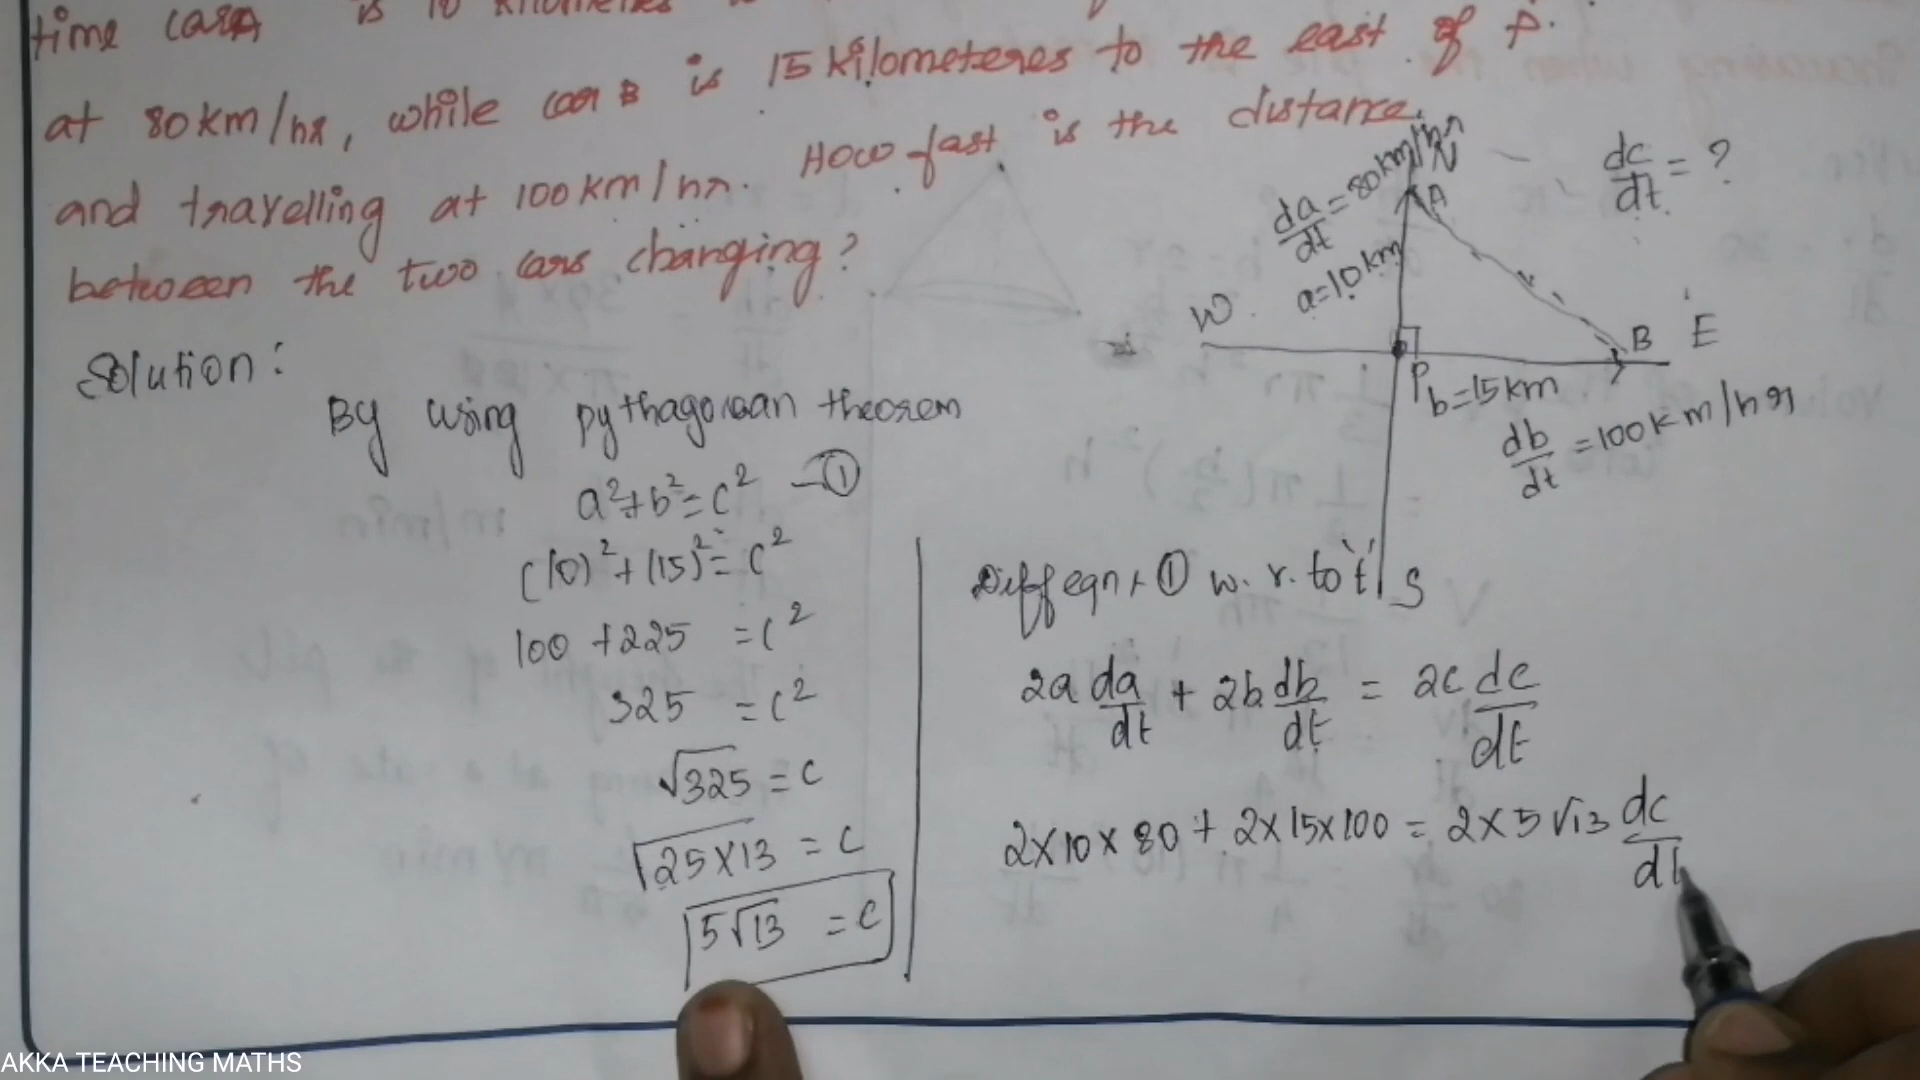 time car A is 10 kilometers
at 80km/hr, while car B is 15 kilometeres to the east of P.
and travelling at 100km/hr. How fast is the distance
between the two cars changing?
N
da/dt = 80km/hr
A
dc/dt = ?
a=10km
W
B
E
P
b=15km
db/dt = 100km/hr
S
Solution:
By using pythagorean theorem
a²+b²=c² —①
(10)²+(15)²=c²
100+225 =c²
325 =c²
√325 =c
√25×13 =c
5√13 =c
Diff eqn ① w.r.to 't'
2a da/dt + 2b db/dt = 2c dc/dt
2×10×80 + 2×15×100 = 2×5√13 dc/dt
AKKA TEACHING MATHS